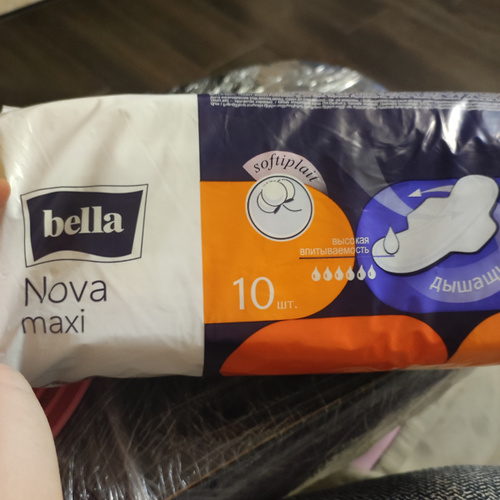 bella
Nova
maxi
softiplait
высокая
впитываемость
10 шт.
дышащ